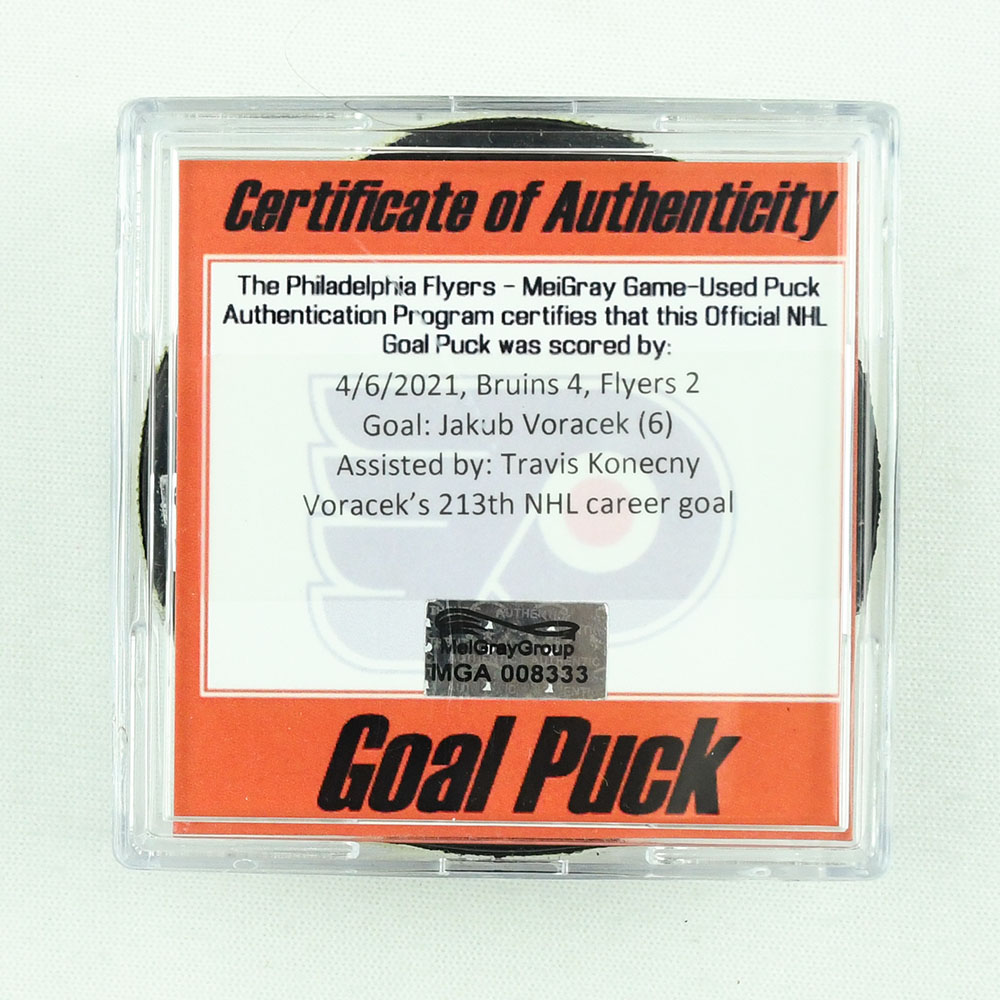 Certificate of Authenticity
The Philadelphia Flyers - MeiGray Game-Used Puck
Authentication Program certifies that this Official NHL
Goal Puck was scored by:
4/6/2021, Bruins 4, Flyers 2
Goal: Jakub Voracek (6)
Assisted by: Travis Konecny
Voracek’s 213th NHL career goal
MeiGrayGroup
MGA 008333
Goal Puck